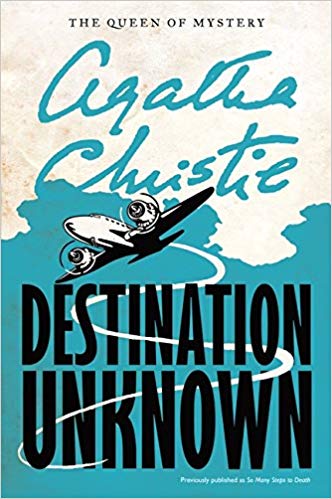 THE QUEEN OF MYSTERY
Agatha
Christie
DESTINATION
UNKNOWN
Previously published as So Many Steps to Death